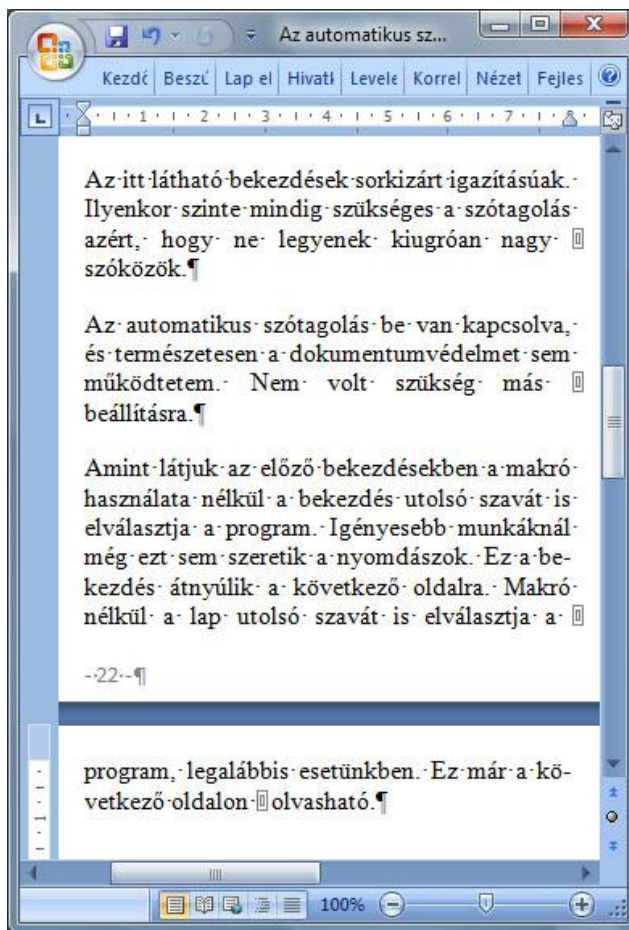 Az automatikus sz...
Kezdő Beszú Lap el Hivatk Levele Korrel Nézet Fejles
1 2 3 4 5 6 7 8
Az itt látható bekezdések sorkizárt igazításúak.
Ilyenkor szinte mindig szükséges a szótagolás
azért, hogy ne legyenek kiugróan nagy
szóközök.¶
Az automatikus szótagolás be van kapcsolva,
és természetesen a dokumentumvédelmet sem
működtetem. Nem volt szükség más
beállításra.¶
Amint látjuk az előző bekezdésekben a makró
használata nélkül a bekezdés utolsó szavát is
elválasztja a program. Igényesebb munkáknál
még ezt sem szeretik a nyomdászok. Ez a be-
kezdés átnyúlik a következő oldalra. Makró
nélkül a lap utolsó szavát is elválasztja a
-22-¶
program, legalábbis esetünkben. Ez már a kö-
vetkező oldalon olvasható.¶
100%